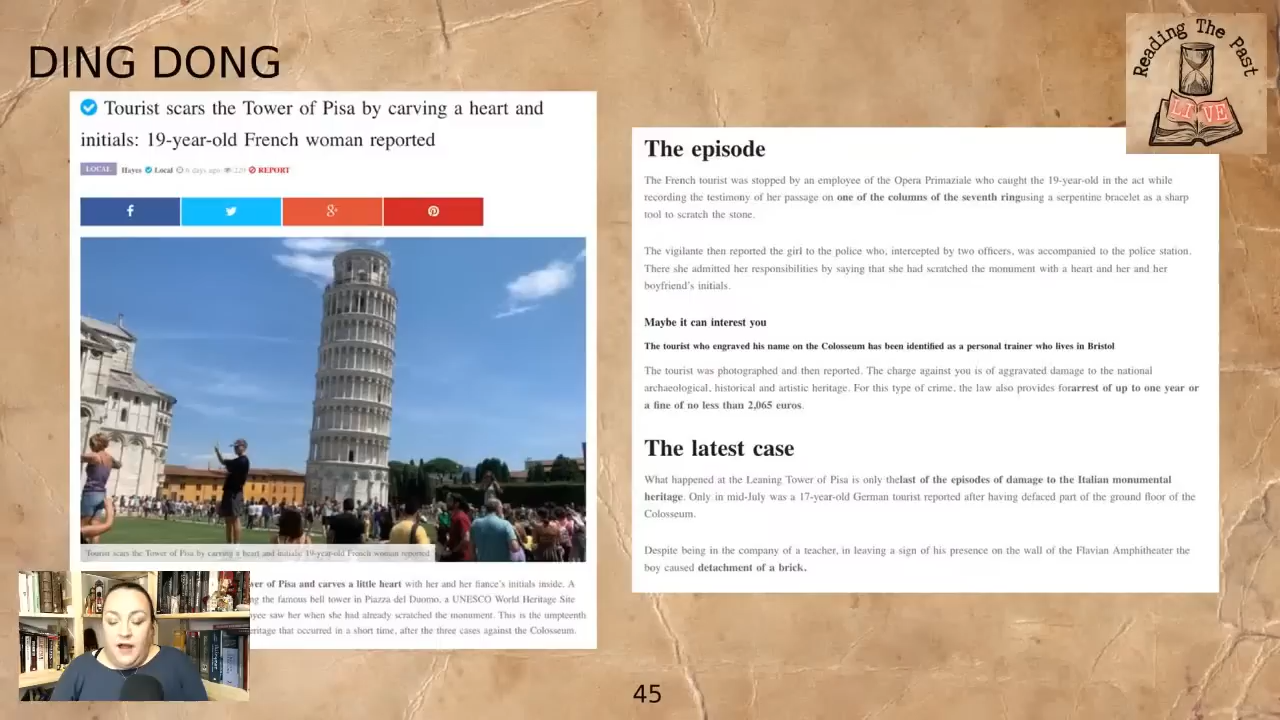 DING DONG
Reading The Past
LIVE
Tourist scars the Tower of Pisa by carving a heart and
initials: 19-year-old French woman reported
LOCAL Hayes Local 6 days ago 229 REPORT
Tourist scars the Tower of Pisa by carving a heart and initials: 19-year-old French woman reported
wer of Pisa and carves a little heart with her and her fiance's initials inside. A
ng the famous bell tower in Piazza del Duomo, a UNESCO World Heritage Site
yee saw her when she had already scratched the monument. This is the umpteenth
eritage that occurred in a short time, after the three cases against the Colosseum.
The episode
The French tourist was stopped by an employee of the Opera Primaziale who caught the 19-year-old in the act while
recording the testimony of her passage on one of the columns of the seventh ringusing a serpentine bracelet as a sharp
tool to scratch the stone.
The vigilante then reported the girl to the police who, intercepted by two officers, was accompanied to the police station.
There she admitted her responsibilities by saying that she had scratched the monument with a heart and her and her
boyfriend's initials.
Maybe it can interest you
The tourist who engraved his name on the Colosseum has been identified as a personal trainer who lives in Bristol
The tourist was photographed and then reported. The charge against you is of aggravated damage to the national
archaeological, historical and artistic heritage. For this type of crime, the law also provides forarrest of up to one year or
a fine of no less than 2,065 euros.
The latest case
What happened at the Leaning Tower of Pisa is only thelast of the episodes of damage to the Italian monumental
heritage. Only in mid-July was a 17-year-old German tourist reported after having defaced part of the ground floor of the
Colosseum.
Despite being in the company of a teacher, in leaving a sign of his presence on the wall of the Flavian Amphitheater the
boy caused detachment of a brick.
45